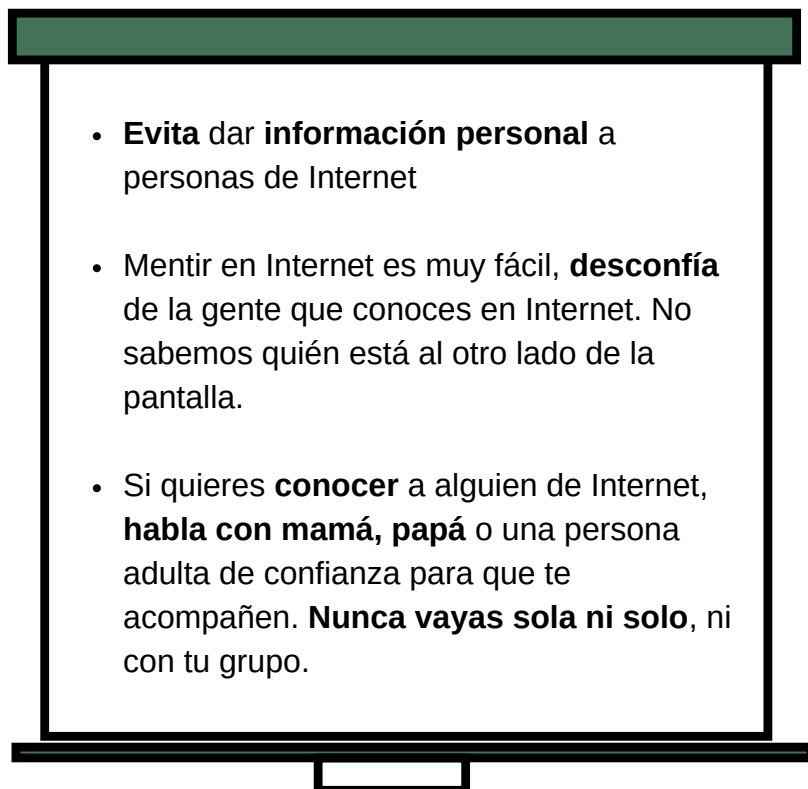 • Evita dar información personal a
personas de Internet
• Mentir en Internet es muy fácil, desconfía
de la gente que conoces en Internet. No
sabemos quién está al otro lado de la
pantalla.
• Si quieres conocer a alguien de Internet,
habla con mamá, papá o una persona
adulta de confianza para que te
acompañen. Nunca vayas sola ni solo, ni
con tu grupo.